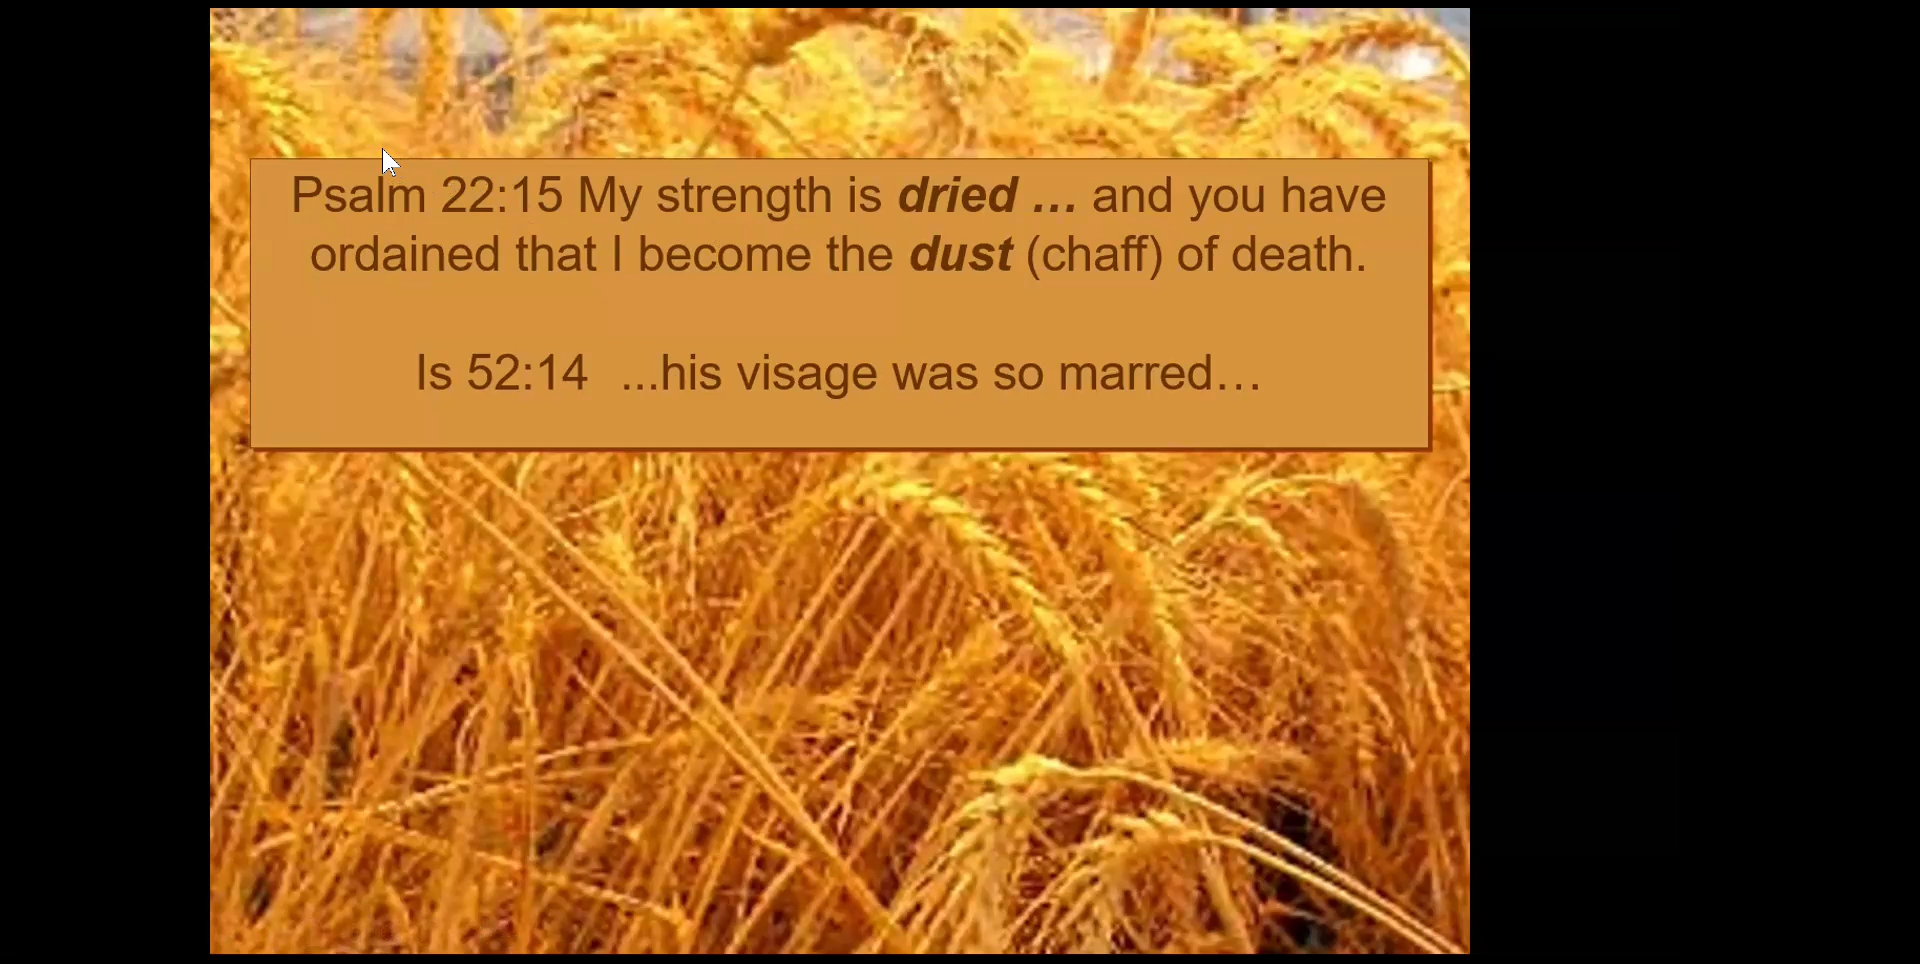 Psalm 22:15 My strength is dried … and you have
ordained that I become the dust (chaff) of death.
Is 52:14 ...his visage was so marred…